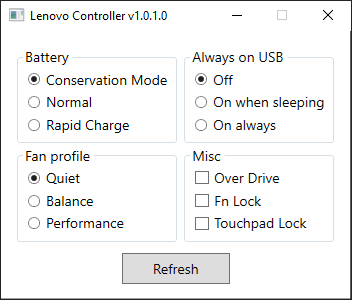 Lenovo Controller v1.0.1.0
Battery
Conservation Mode
Normal
Rapid Charge
Always on USB
Off
On when sleeping
On always
Fan profile
Quiet
Balance
Performance
Misc
Over Drive
Fn Lock
Touchpad Lock
Refresh